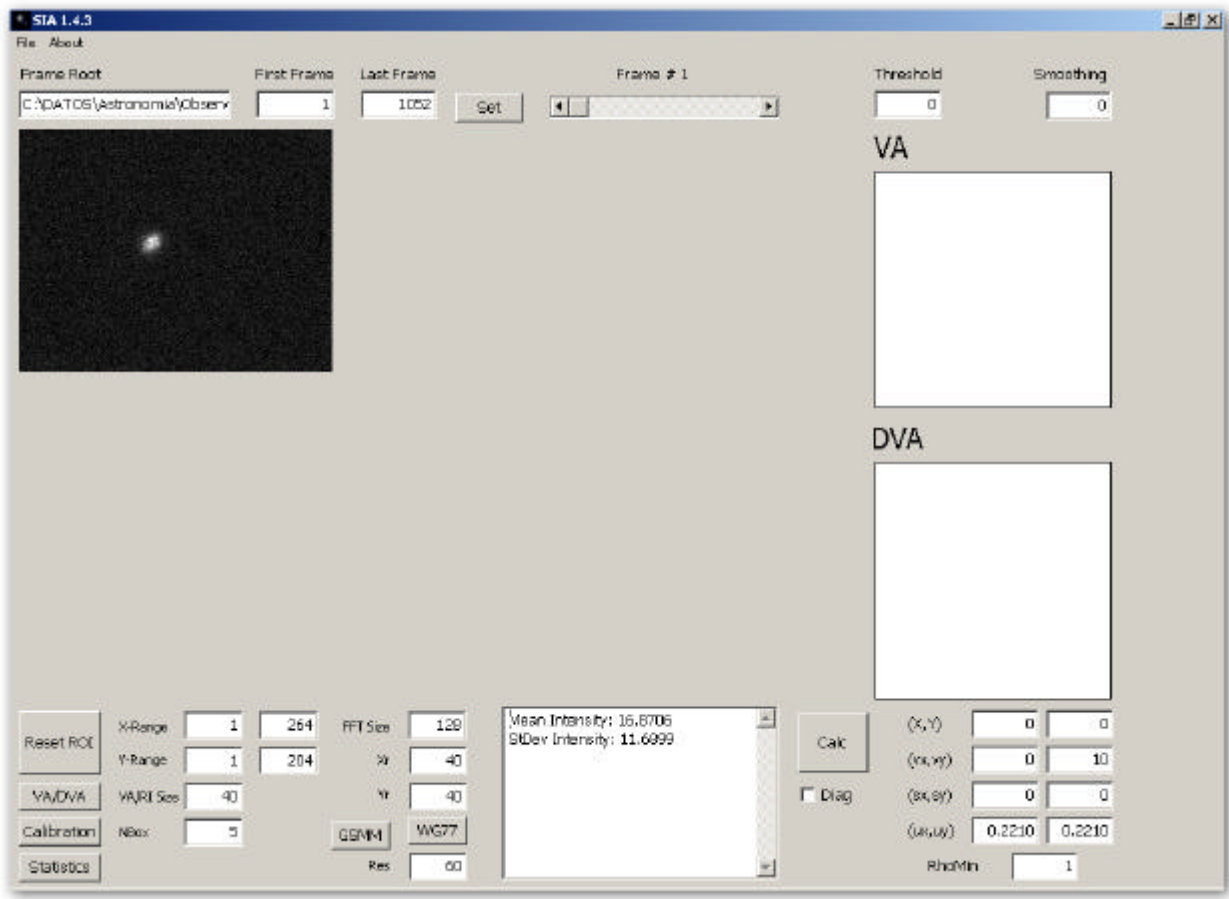 SIA 1.4.3
File About
Frame Root First Frame Last Frame Frame # 1 Threshold Smoothing
C:\DATOS\Astronomia\Observ 1 1052 Set 0 0
VA
DVA
Reset ROI X-Range 1 264 FFT Size 128
Y-Range 1 204 Xr 40
VA/DVA VA/RI Size 40 Yr 40
Calibration NBox 5 GSMM WG77
Statistics Res 60
Mean Intensity: 16.8706
StDev Intensity: 11.6999
Calc
Diag
(X,Y) 0 0
(vx,vy) 0 10
(sx,sy) 0 0
(ux,uy) 0.2210 0.2210
RhoMin 1